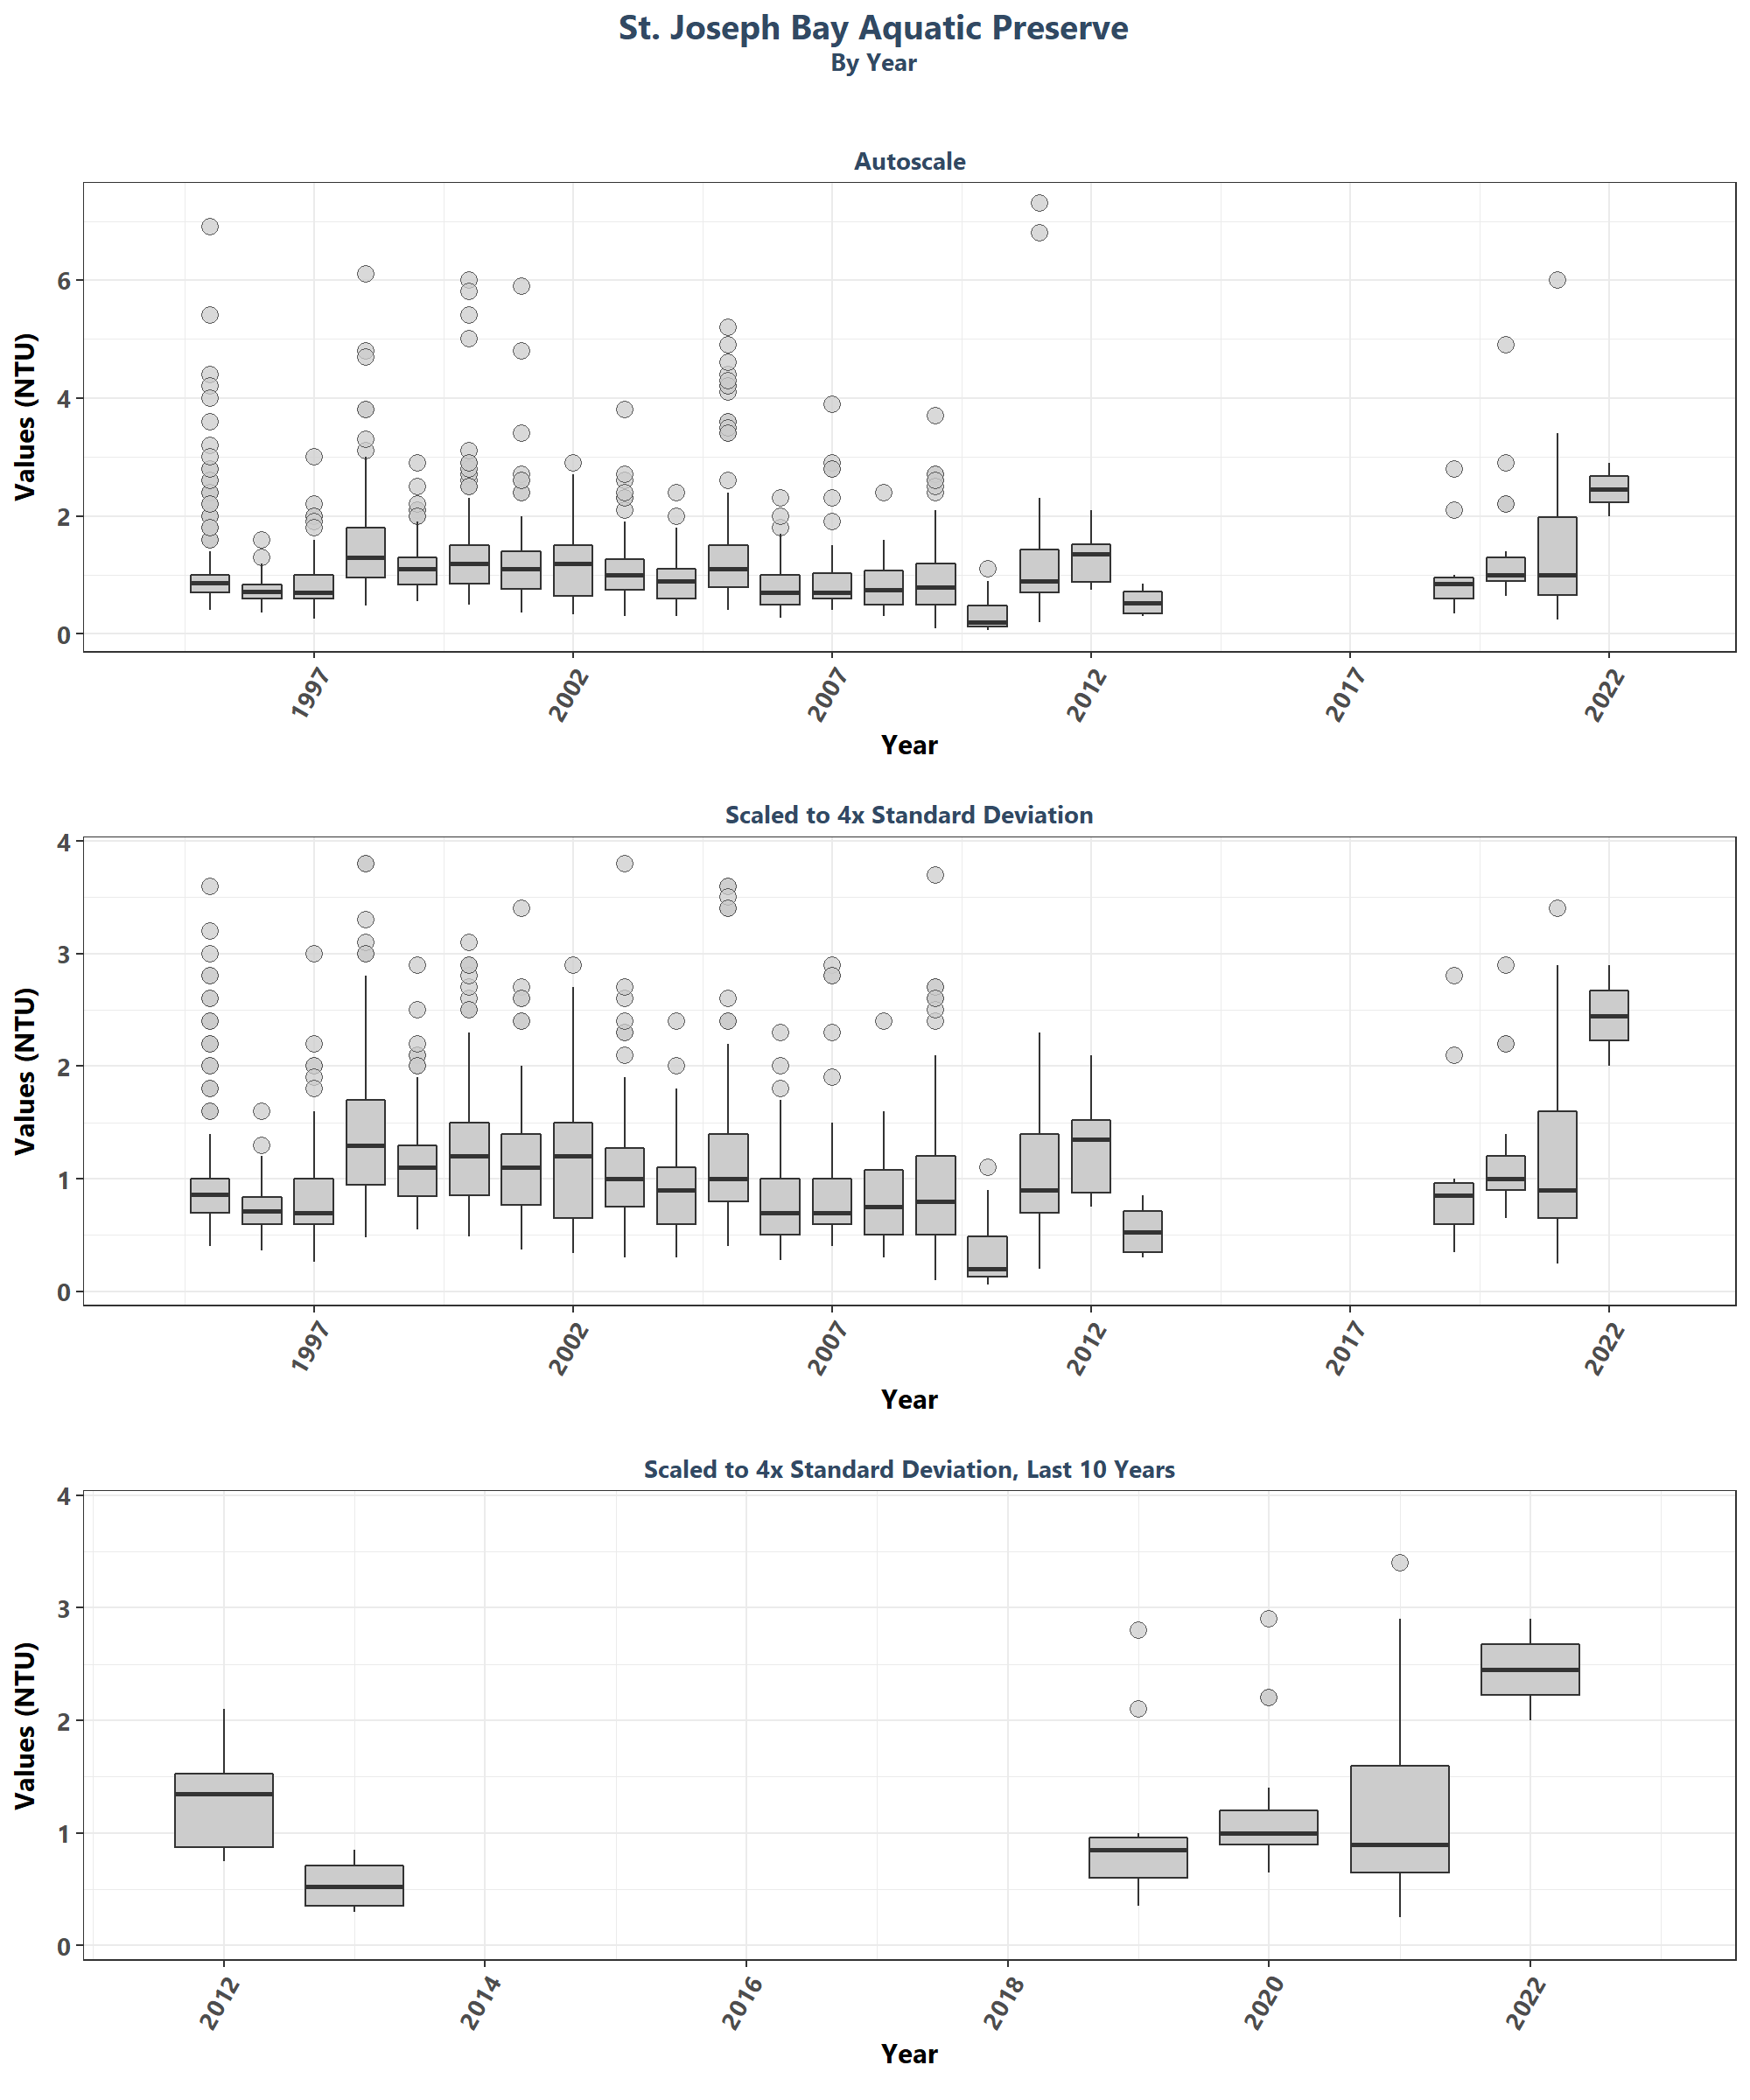 St. Joseph Bay Aquatic Preserve
By Year
Autoscale
Values (NTU)
6
4
2
0
1997 2002 2007 2012 2017 2022
Year
Scaled to 4x Standard Deviation
Values (NTU)
4
3
2
1
0
1997 2002 2007 2012 2017 2022
Year
Scaled to 4x Standard Deviation, Last 10 Years
Values (NTU)
4
3
2
1
0
2012 2014 2016 2018 2020 2022
Year